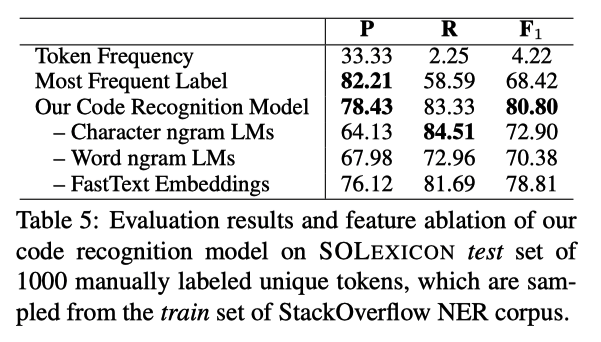 P R F₁
Token Frequency 33.33 2.25 4.22
Most Frequent Label 82.21 58.59 68.42
Our Code Recognition Model 78.43 83.33 80.80
– Character ngram LMs 64.13 84.51 72.90
– Word ngram LMs 67.98 72.96 70.38
– FastText Embeddings 76.12 81.69 78.81
Table 5: Evaluation results and feature ablation of our
code recognition model on SOLEXICON test set of
1000 manually labeled unique tokens, which are sam-
pled from the train set of StackOverflow NER corpus.